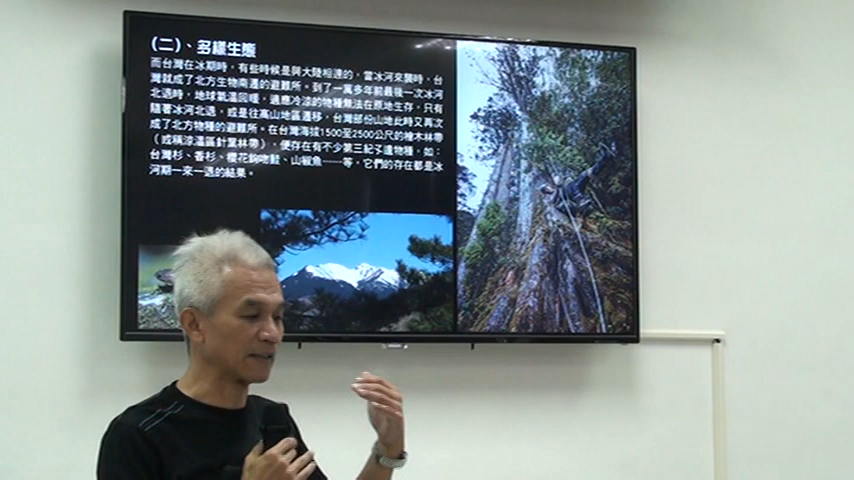 (二)、多樣生態
而台灣在冰期時,有些時候是與大陸相連的,當冰河來襲時,台
灣就成了北方生物南遷的避難所。到了一萬多年前最後一次冰河
北退時,地球氣溫回暖,適應冷涼的物種無法在原地生存,只有
隨著冰河北退,或是往高山地區遷移,台灣部份山地此時又再次
成了北方物種的避難所。在台灣海拔1500至2500公尺的檜木林帶
(或稱涼溫區針葉林帶),便存在有不少第三紀孑遺物種,如:
台灣杉、香杉、櫻花鉤吻鮭、山椒魚……等,它們的存在都是冰
河期一來一退的結果。